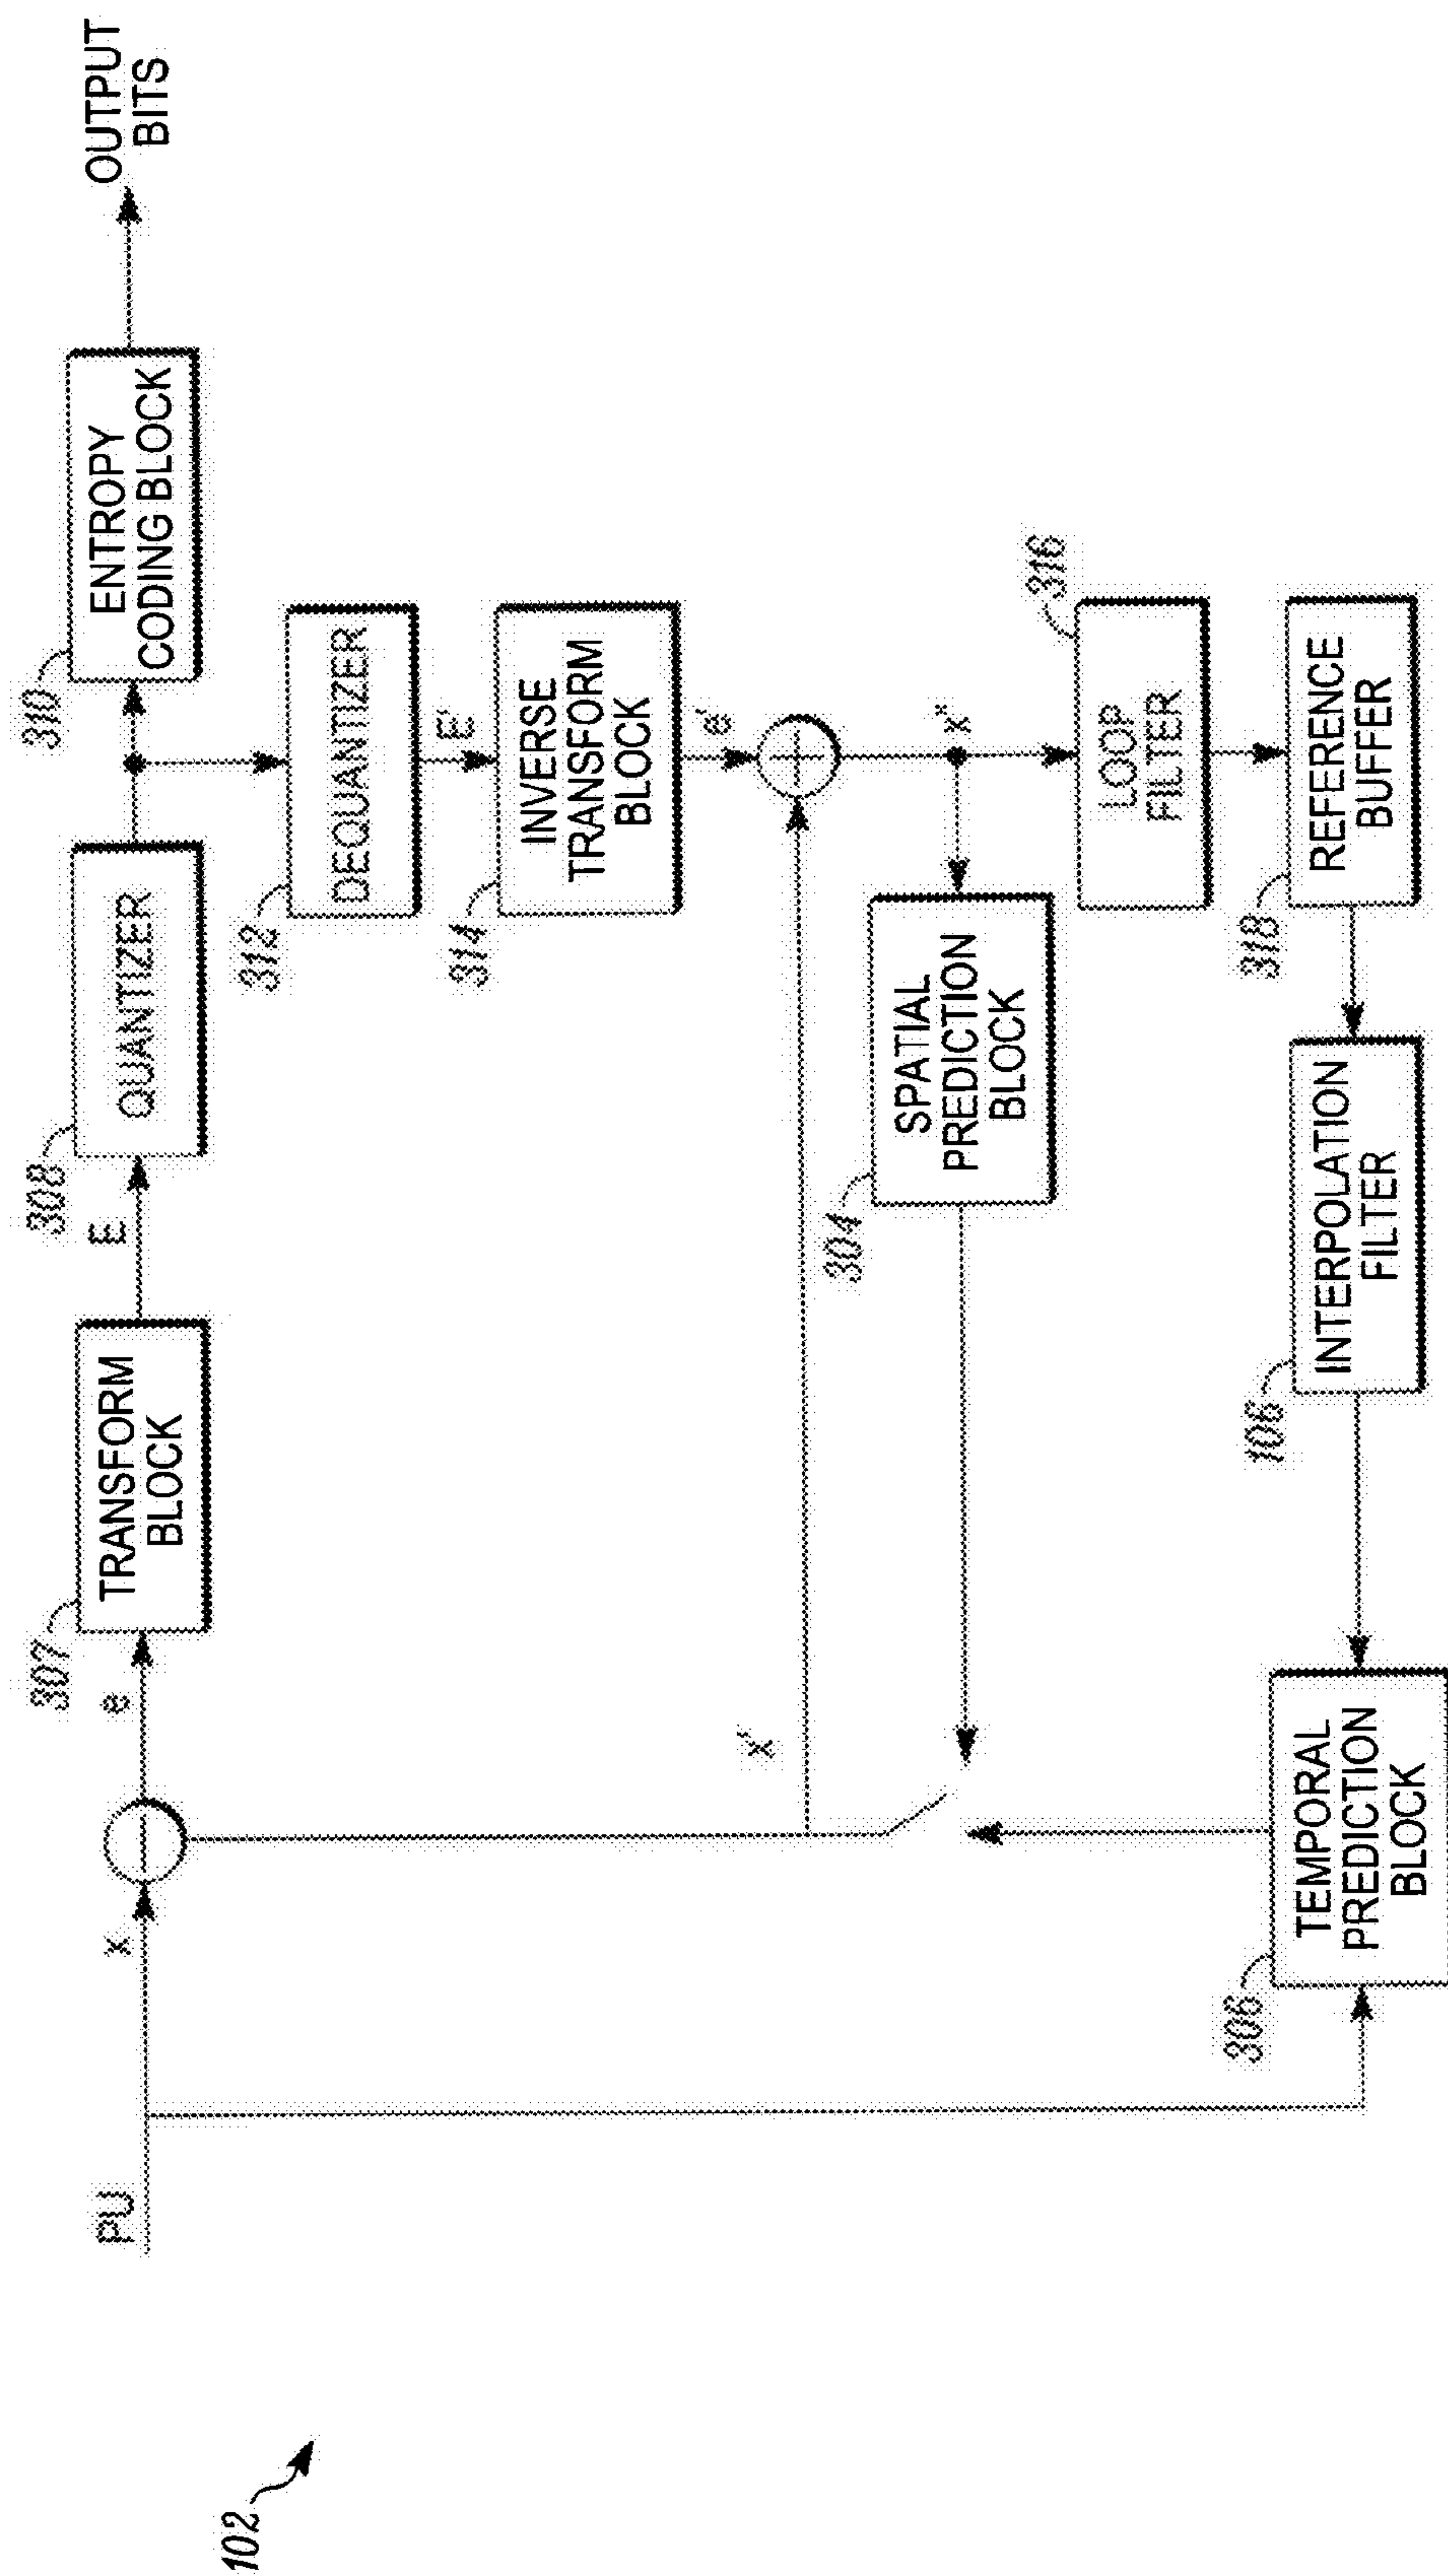 102
PU
x
e
307
TRANSFORM
BLOCK
E
308
QUANTIZER
310
ENTROPY
CODING BLOCK
OUTPUT
BITS
312
DEQUANTIZER
E'
314
INVERSE
TRANSFORM
BLOCK
e'
x'
x"
304
SPATIAL
PREDICTION
BLOCK
316
LOOP
FILTER
318
REFERENCE
BUFFER
106
INTERPOLATION
FILTER
306
TEMPORAL
PREDICTION
BLOCK